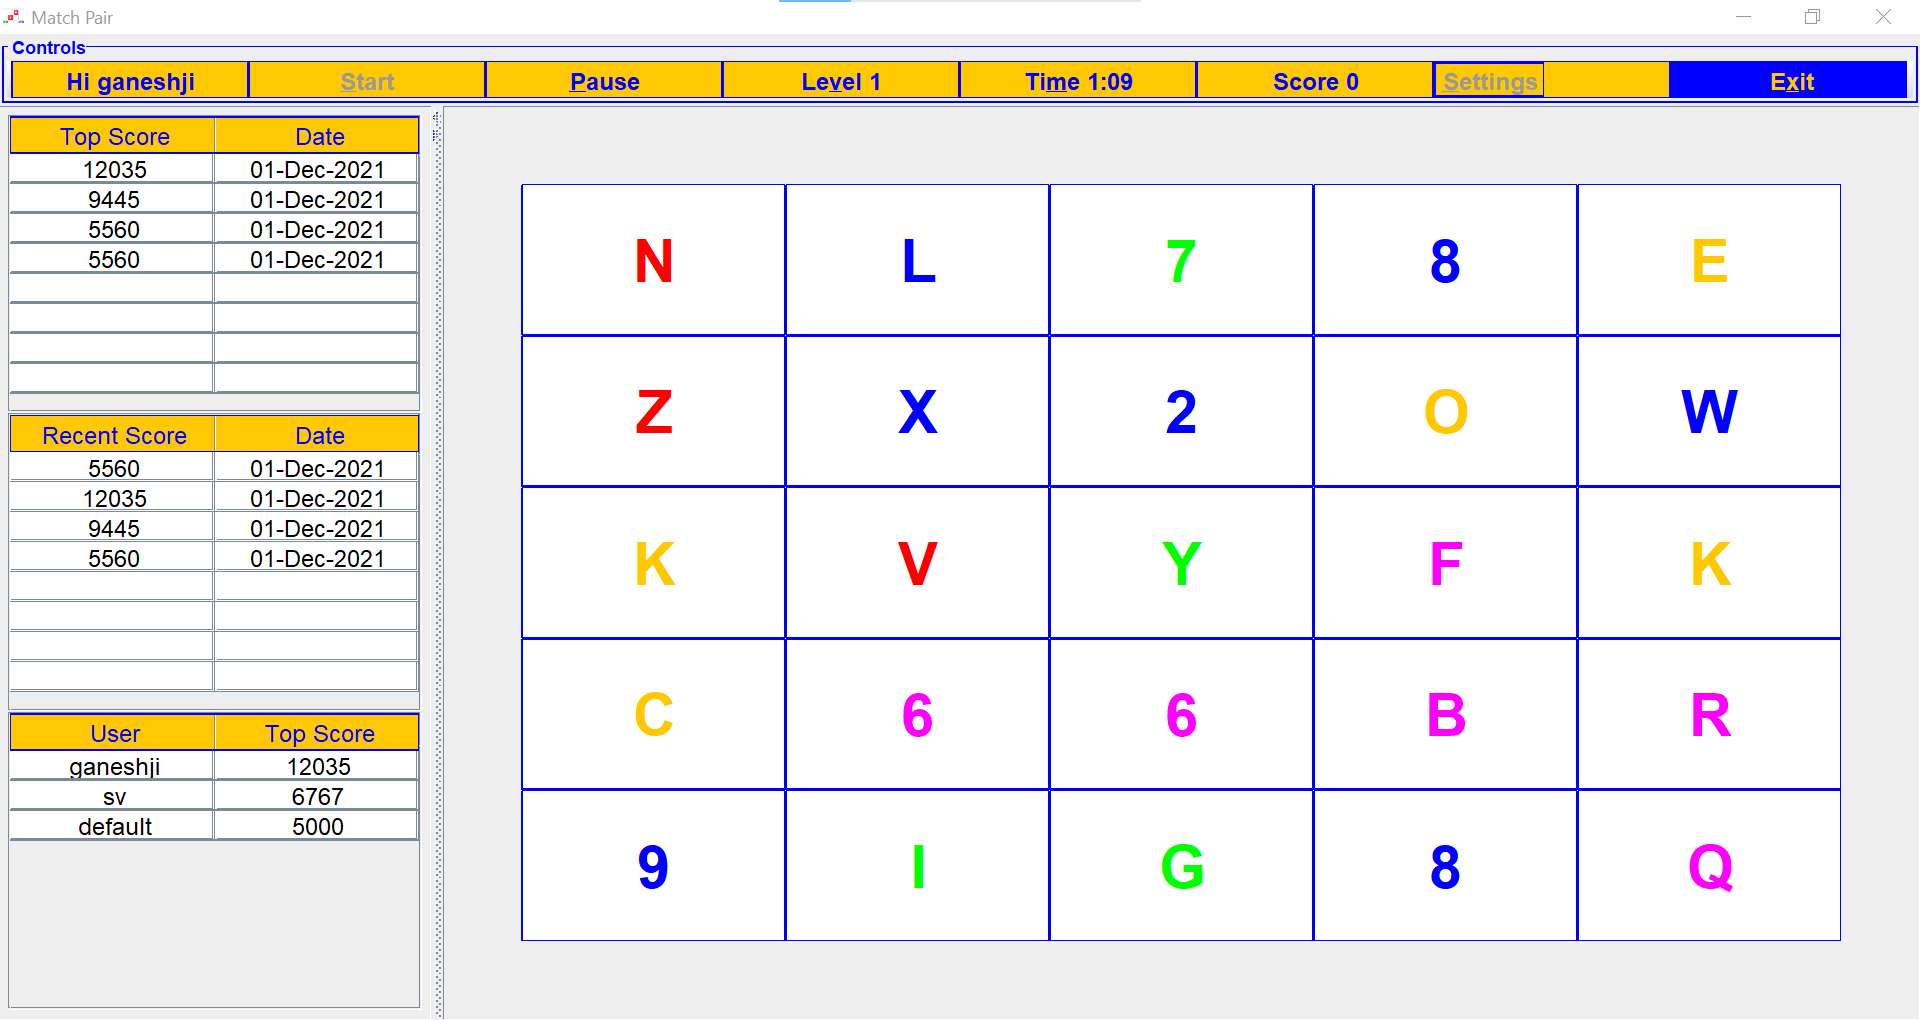 Match Pair
Controls
Hi ganeshji Start Pause Level 1 Time 1:09 Score 0 Settings Exit
Top Score Date
12035 01-Dec-2021
9445 01-Dec-2021
5560 01-Dec-2021
5560 01-Dec-2021
Recent Score Date
5560 01-Dec-2021
12035 01-Dec-2021
9445 01-Dec-2021
5560 01-Dec-2021
User Top Score
ganeshji 12035
sv 6767
default 5000
N L 7 8 E
Z X 2 O W
K V Y F K
C 6 6 B R
9 I G 8 Q